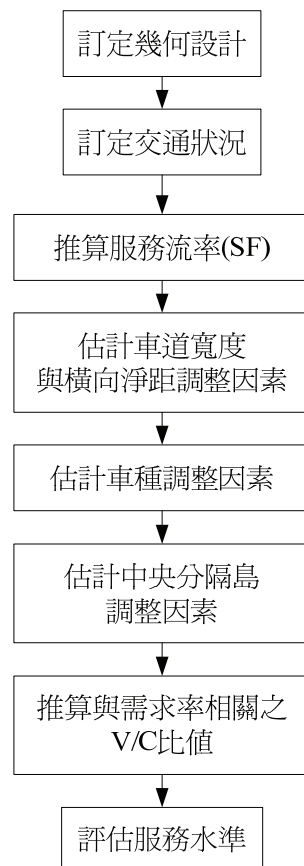 訂定幾何設計
訂定交通狀況
推算服務流率(SF)
估計車道寬度
與橫向淨距調整因素
估計車種調整因素
估計中央分隔島
調整因素
推算與需求率相關之
V/C比值
評估服務水準